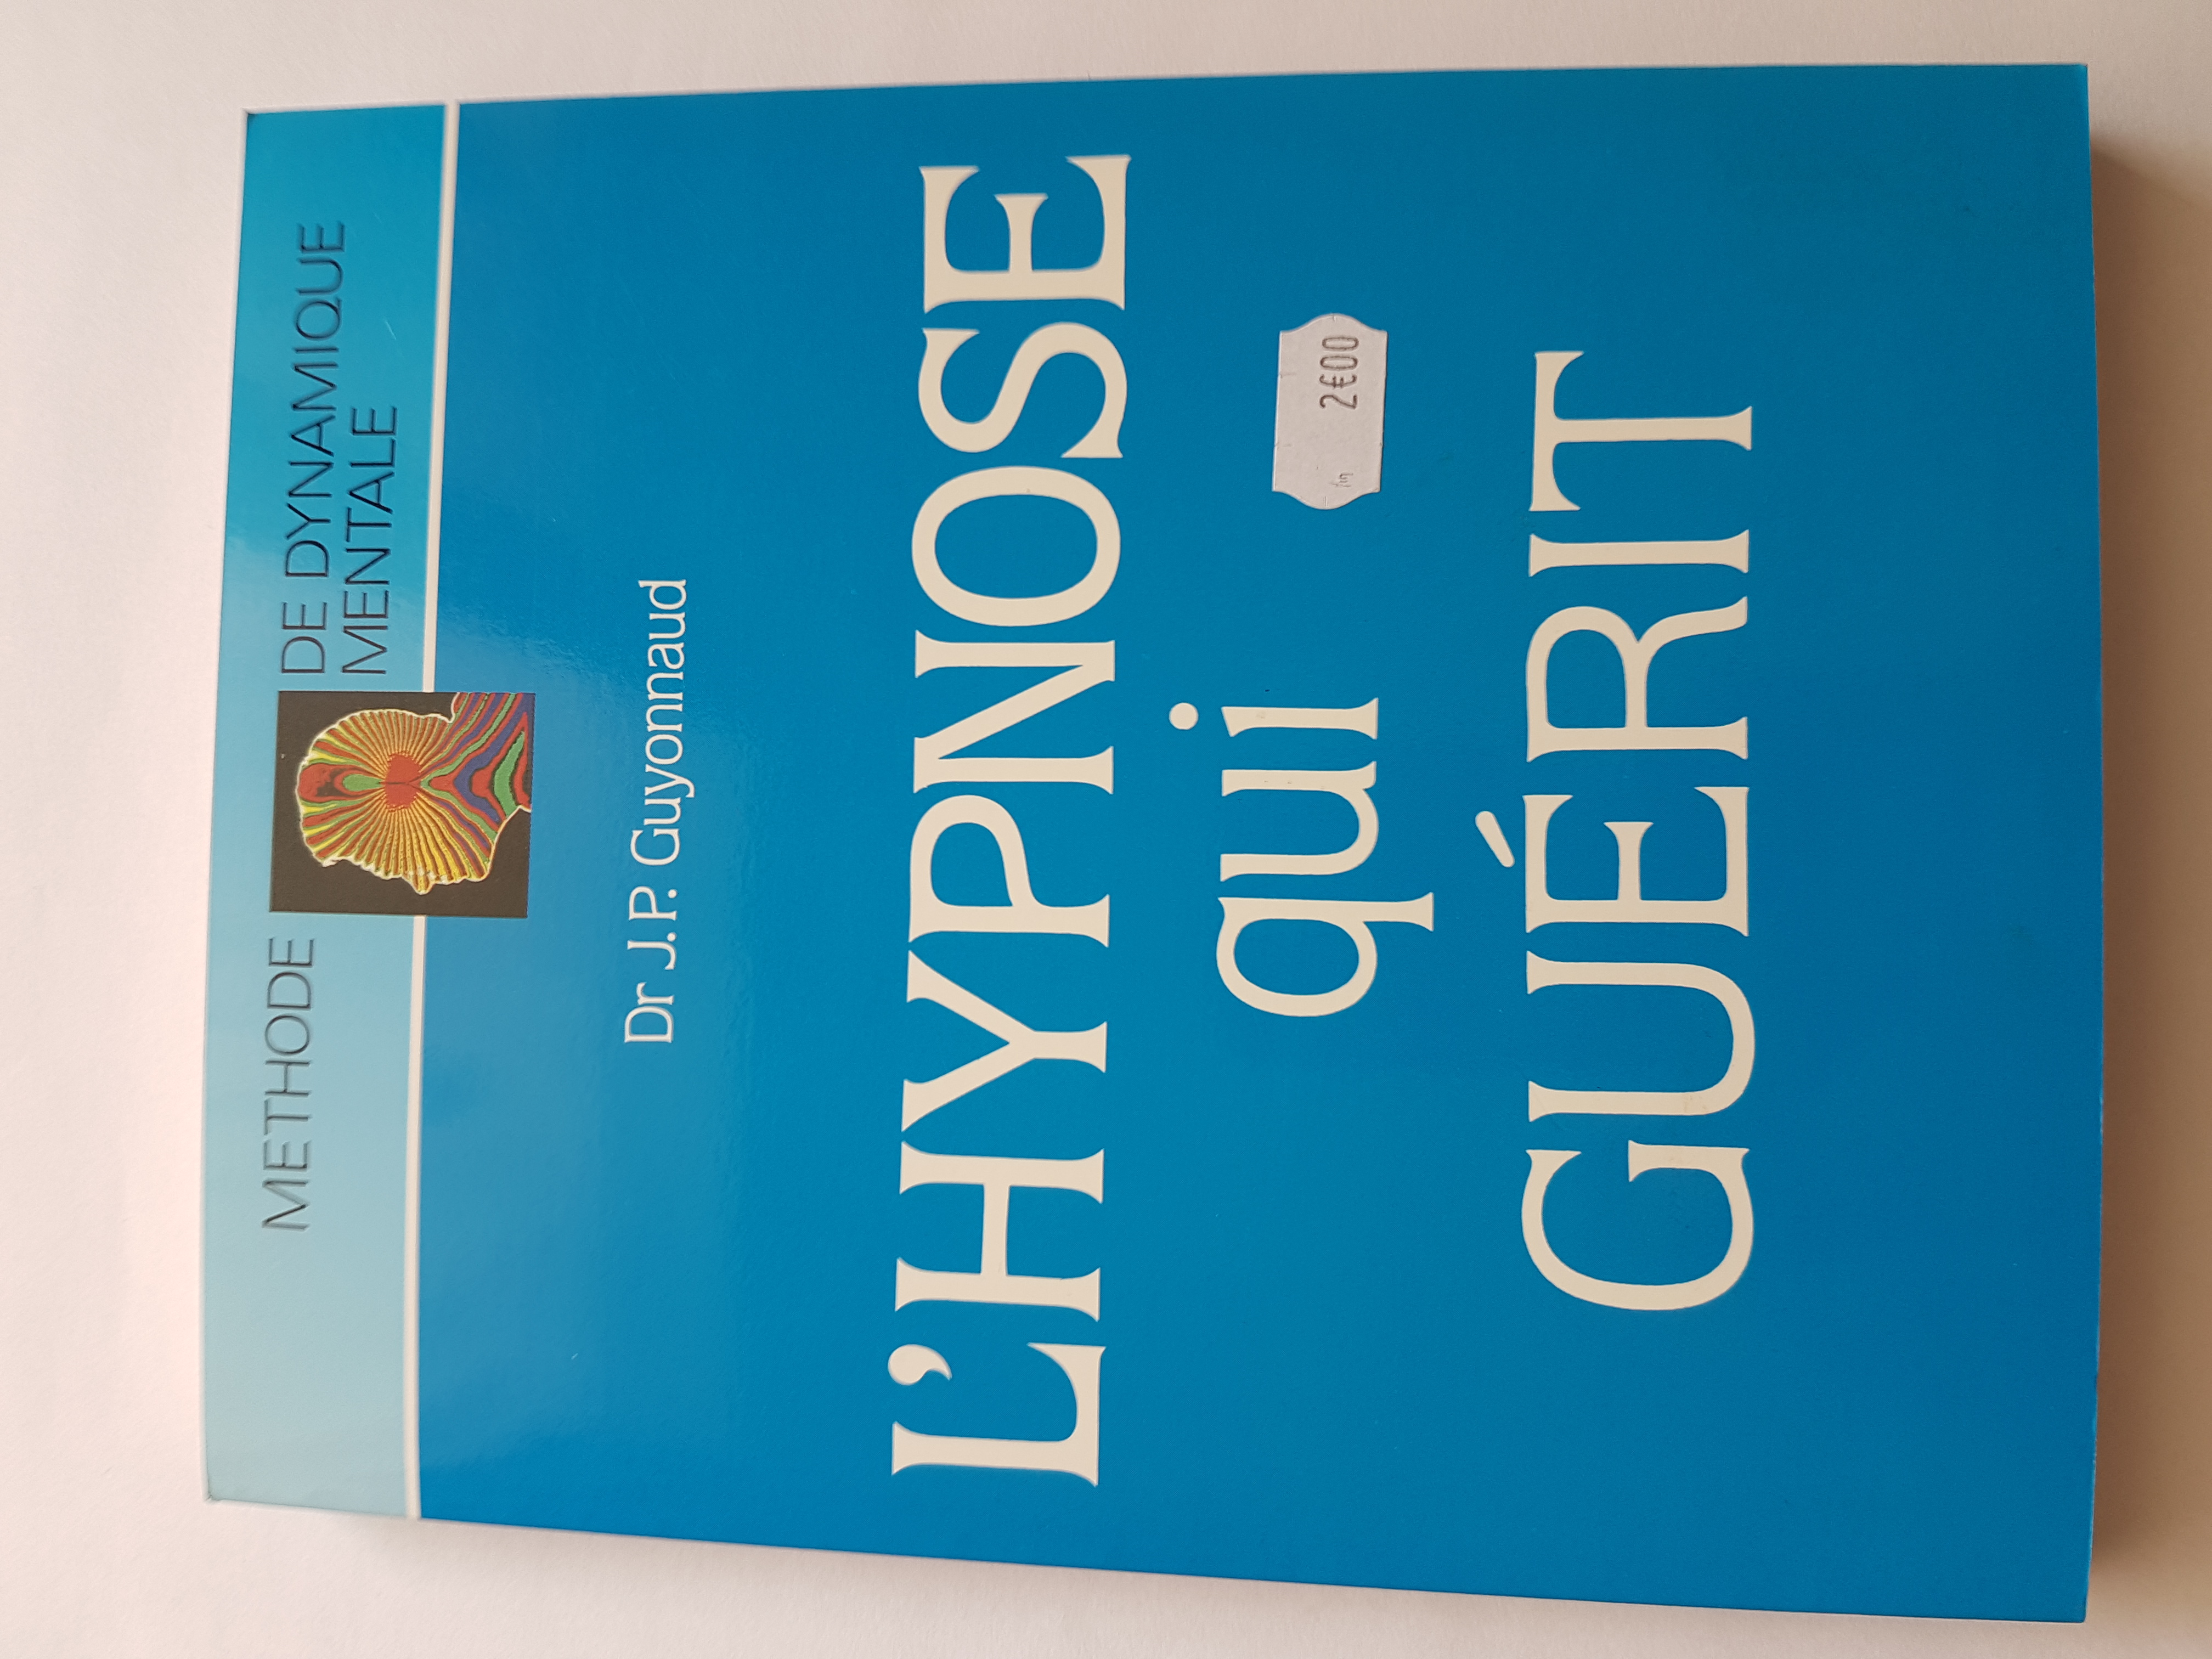 METHODE
DE DYNAMIQUE
MENTALE
Dr J.P. Guyonnaud
L'HYPNOSE
qui
2€00
GUÉRIT